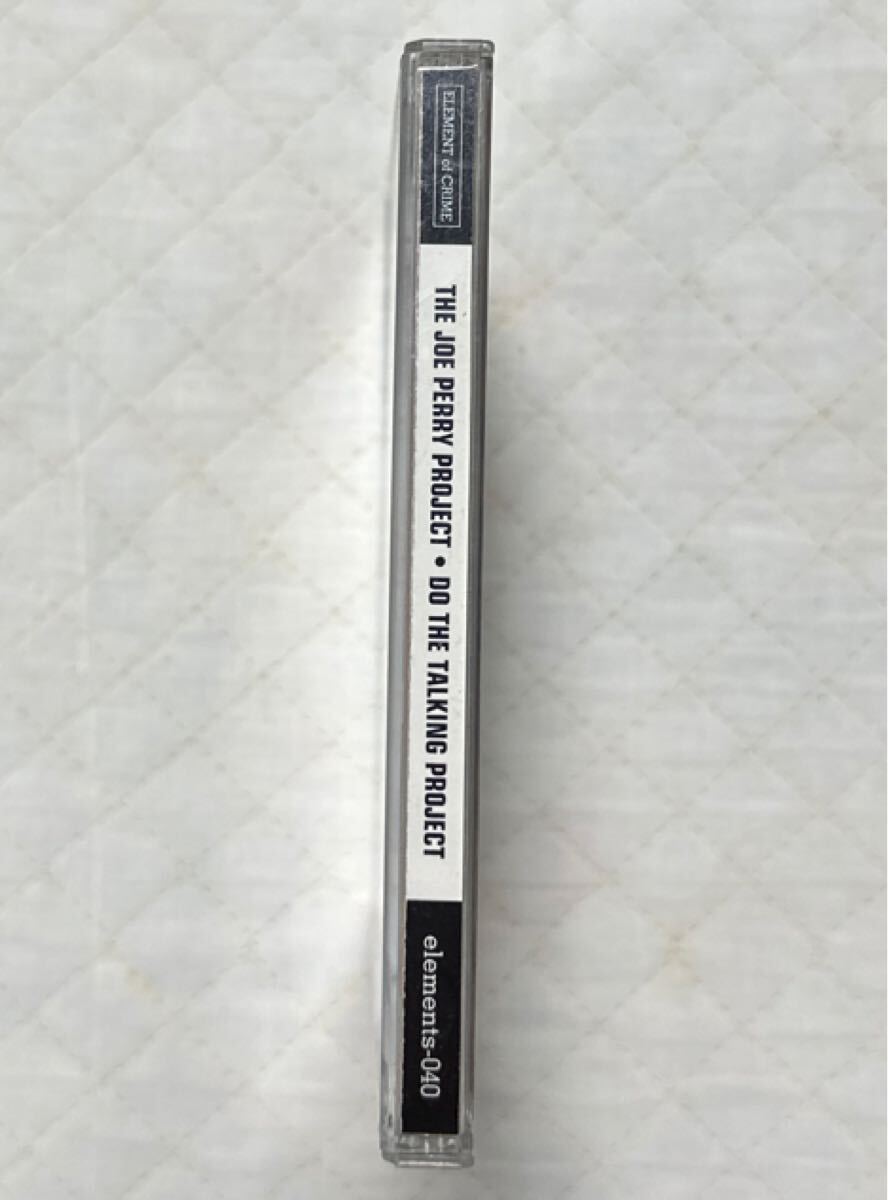 ELEMENT of CRIME
THE JOE PERRY PROJECT • DO THE TALKING PROJECT
elements-040